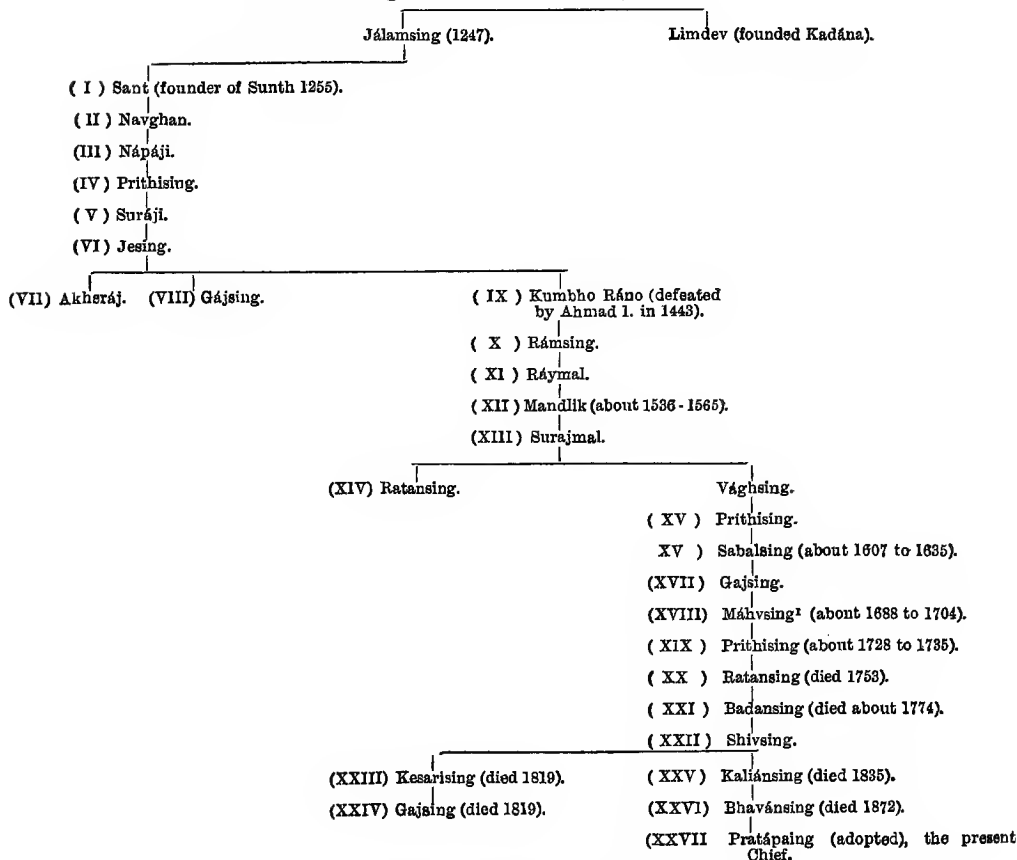 Jálamsing (1247). Limdev (founded Kadána).
( I ) Sant (founder of Sunth 1255).
( II ) Navghan.
(III) Nápáji.
(IV) Prithising.
( V ) Suráji.
(VI) Jesing.
(VII) Akheráj. (VIII) Gájsing. ( IX ) Kumbho Ráno (defeated
by Ahmad I. in 1443).
( X ) Rámsing.
( XI ) Ráymal.
(XII) Mandlik (about 1536 - 1565).
(XIII) Surajmal.
(XIV) Ratansing. Vághsing.
( XV ) Prithising.
XV ) Sabalsing (about 1607 to 1635).
(XVII) Gajsing.
(XVIII) Máhvsing¹ (about 1688 to 1704).
( XIX ) Prithising (about 1728 to 1735).
( XX ) Ratansing (died 1753).
( XXI ) Badansing (died about 1774).
( XXII ) Shivsing.
(XXIII) Kesarising (died 1819). ( XXV ) Kaliánsing (died 1835).
(XXIV) Gajsing (died 1819). (XXVI) Bhavánsing (died 1872).
(XXVII Pratápaing (adopted), the present
Chief.